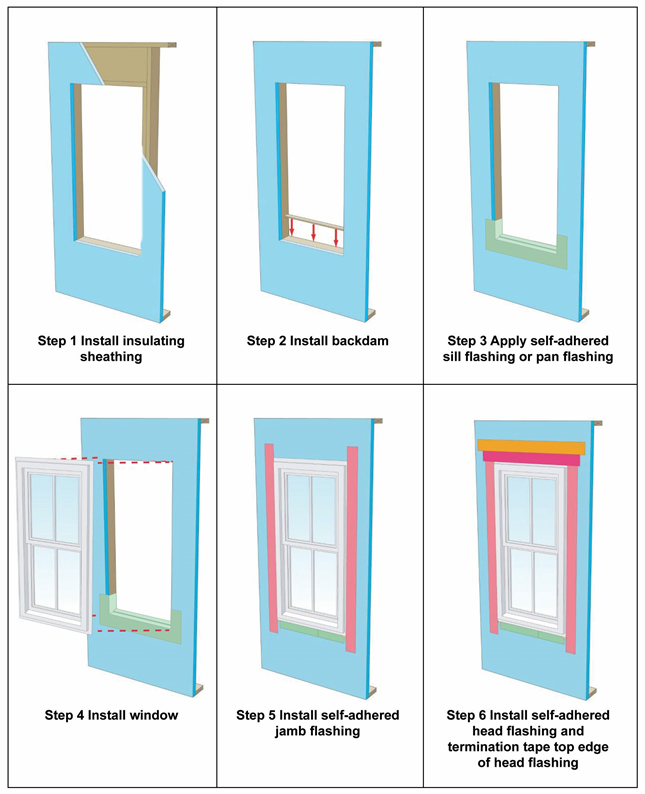 Step 1 Install insulating
sheathing
Step 2 Install backdam
Step 3 Apply self-adhered
sill flashing or pan flashing
Step 4 Install window
Step 5 Install self-adhered
jamb flashing
Step 6 Install self-adhered
head flashing and
termination tape top edge
of head flashing